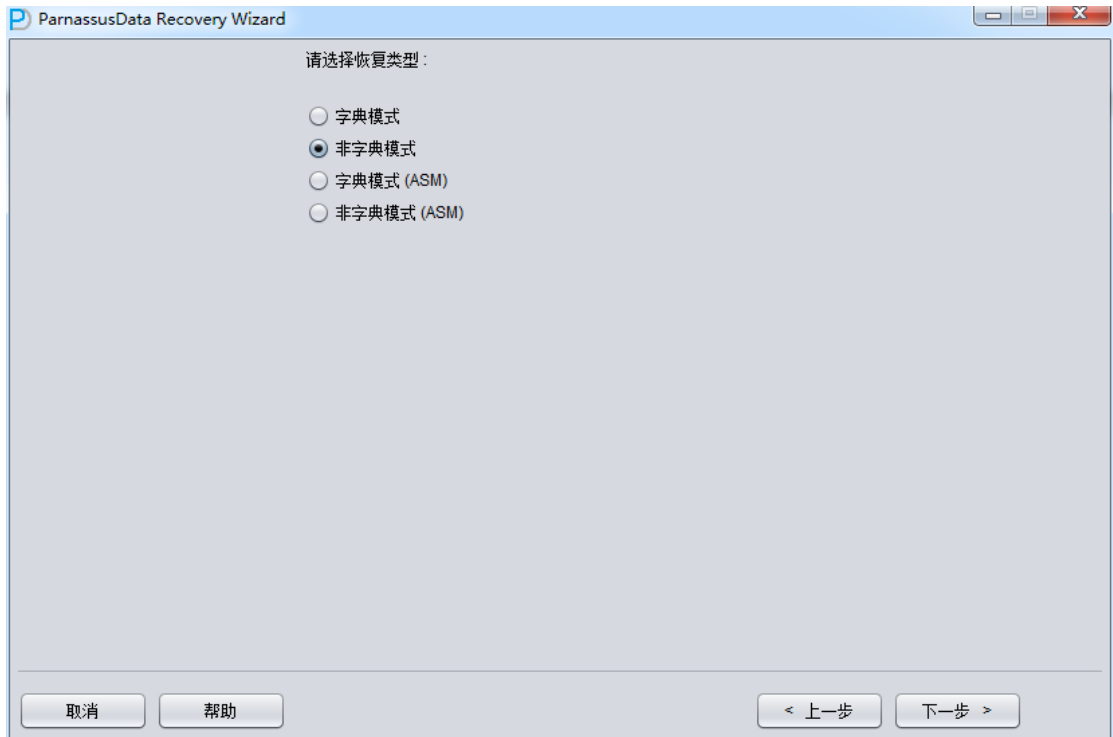 ParnassusData Recovery Wizard
请选择恢复类型：
字典模式
非字典模式
字典模式 (ASM)
非字典模式 (ASM)
取消 帮助 < 上一步 下一步 >